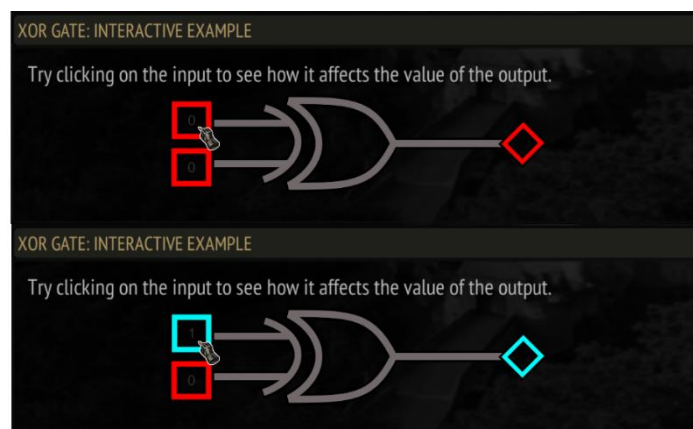 XOR GATE: INTERACTIVE EXAMPLE
Try clicking on the input to see how it affects the value of the output.
0
0
XOR GATE: INTERACTIVE EXAMPLE
Try clicking on the input to see how it affects the value of the output.
1
0